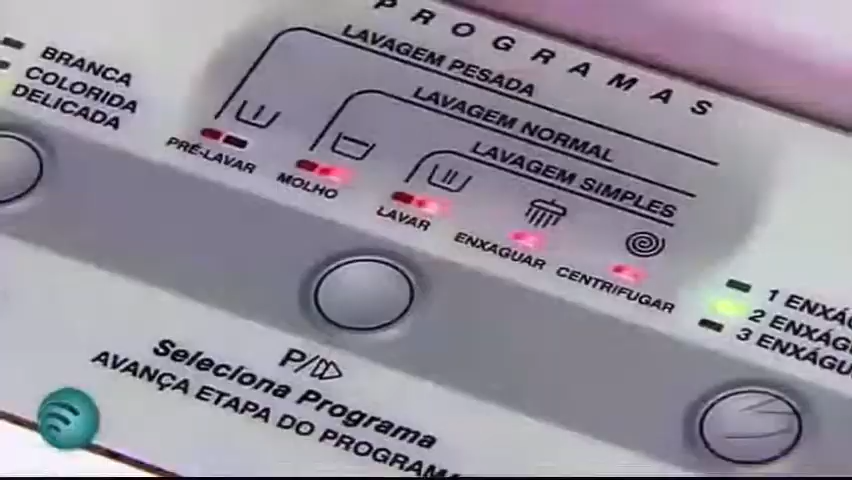 PROGRAMAS
LAVAGEM PESADA
LAVAGEM NORMAL
LAVAGEM SIMPLES
BRANCA
COLORIDA
DELICADA
PRÉ-LAVAR
MOLHO
LAVAR
ENXAGUAR
CENTRIFUGAR
1 ENXÁG
2 ENXÁG
3 ENXÁGU
P/
Seleciona Programa
AVANÇA ETAPA DO PROGRAMA